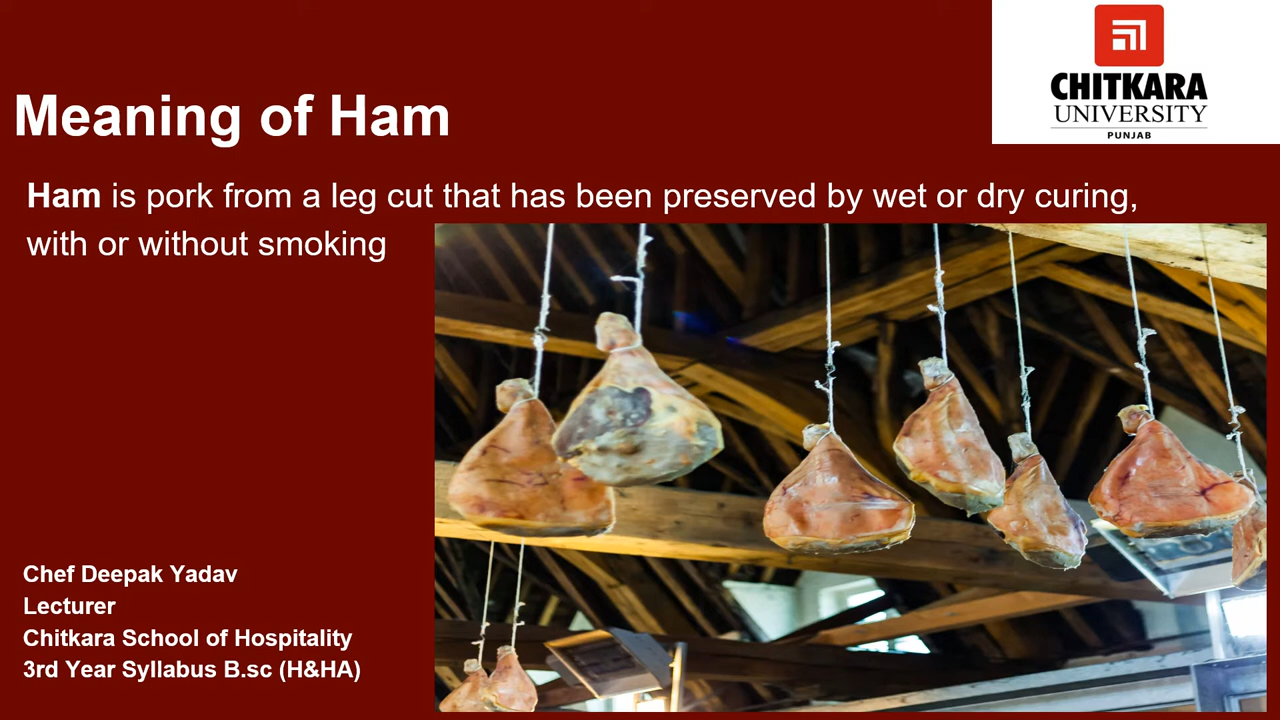 CHITKARA
UNIVERSITY
PUNJAB
Meaning of Ham
Ham is pork from a leg cut that has been preserved by wet or dry curing,
with or without smoking
Chef Deepak Yadav
Lecturer
Chitkara School of Hospitality
3rd Year Syllabus B.sc (H&HA)